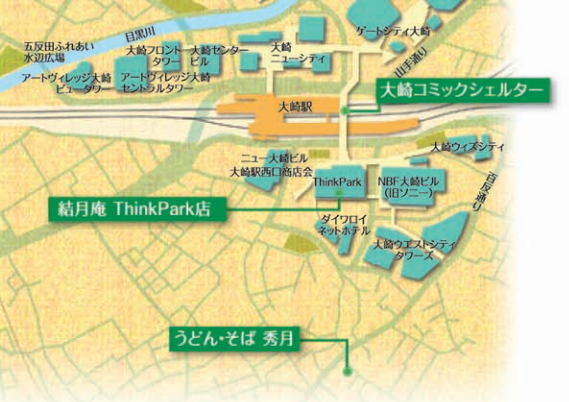 ゲートシティ大崎
目黒川
五反田ふれあい
水辺広場
大崎フロント
タワー
大崎センター
ビル
大崎
ニューシティ
山手通り
アートヴィレッジ大崎
ビュータワー
アートヴィレッジ大崎
セントラルタワー
大崎コミックシェルター
大崎駅
大崎ウィズシティ
ニュー大崎ビル
大崎駅西口商店会
ThinkPark
NBF大崎ビル
(旧ソニー)
百反通り
結月庵 ThinkPark店
ダイワロイ
ネットホテル
大崎ウエストシティ
タワーズ
うどん・そば 秀月